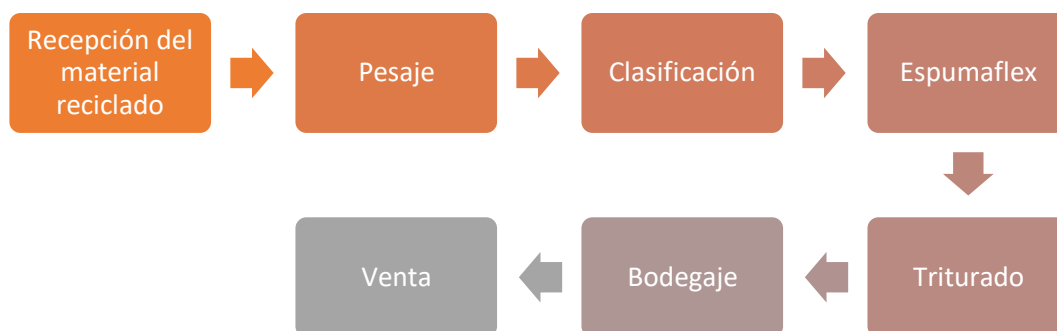 Recepción del
material
reciclado
Pesaje
Clasificación
Espumaflex
Triturado
Bodegaje
Venta